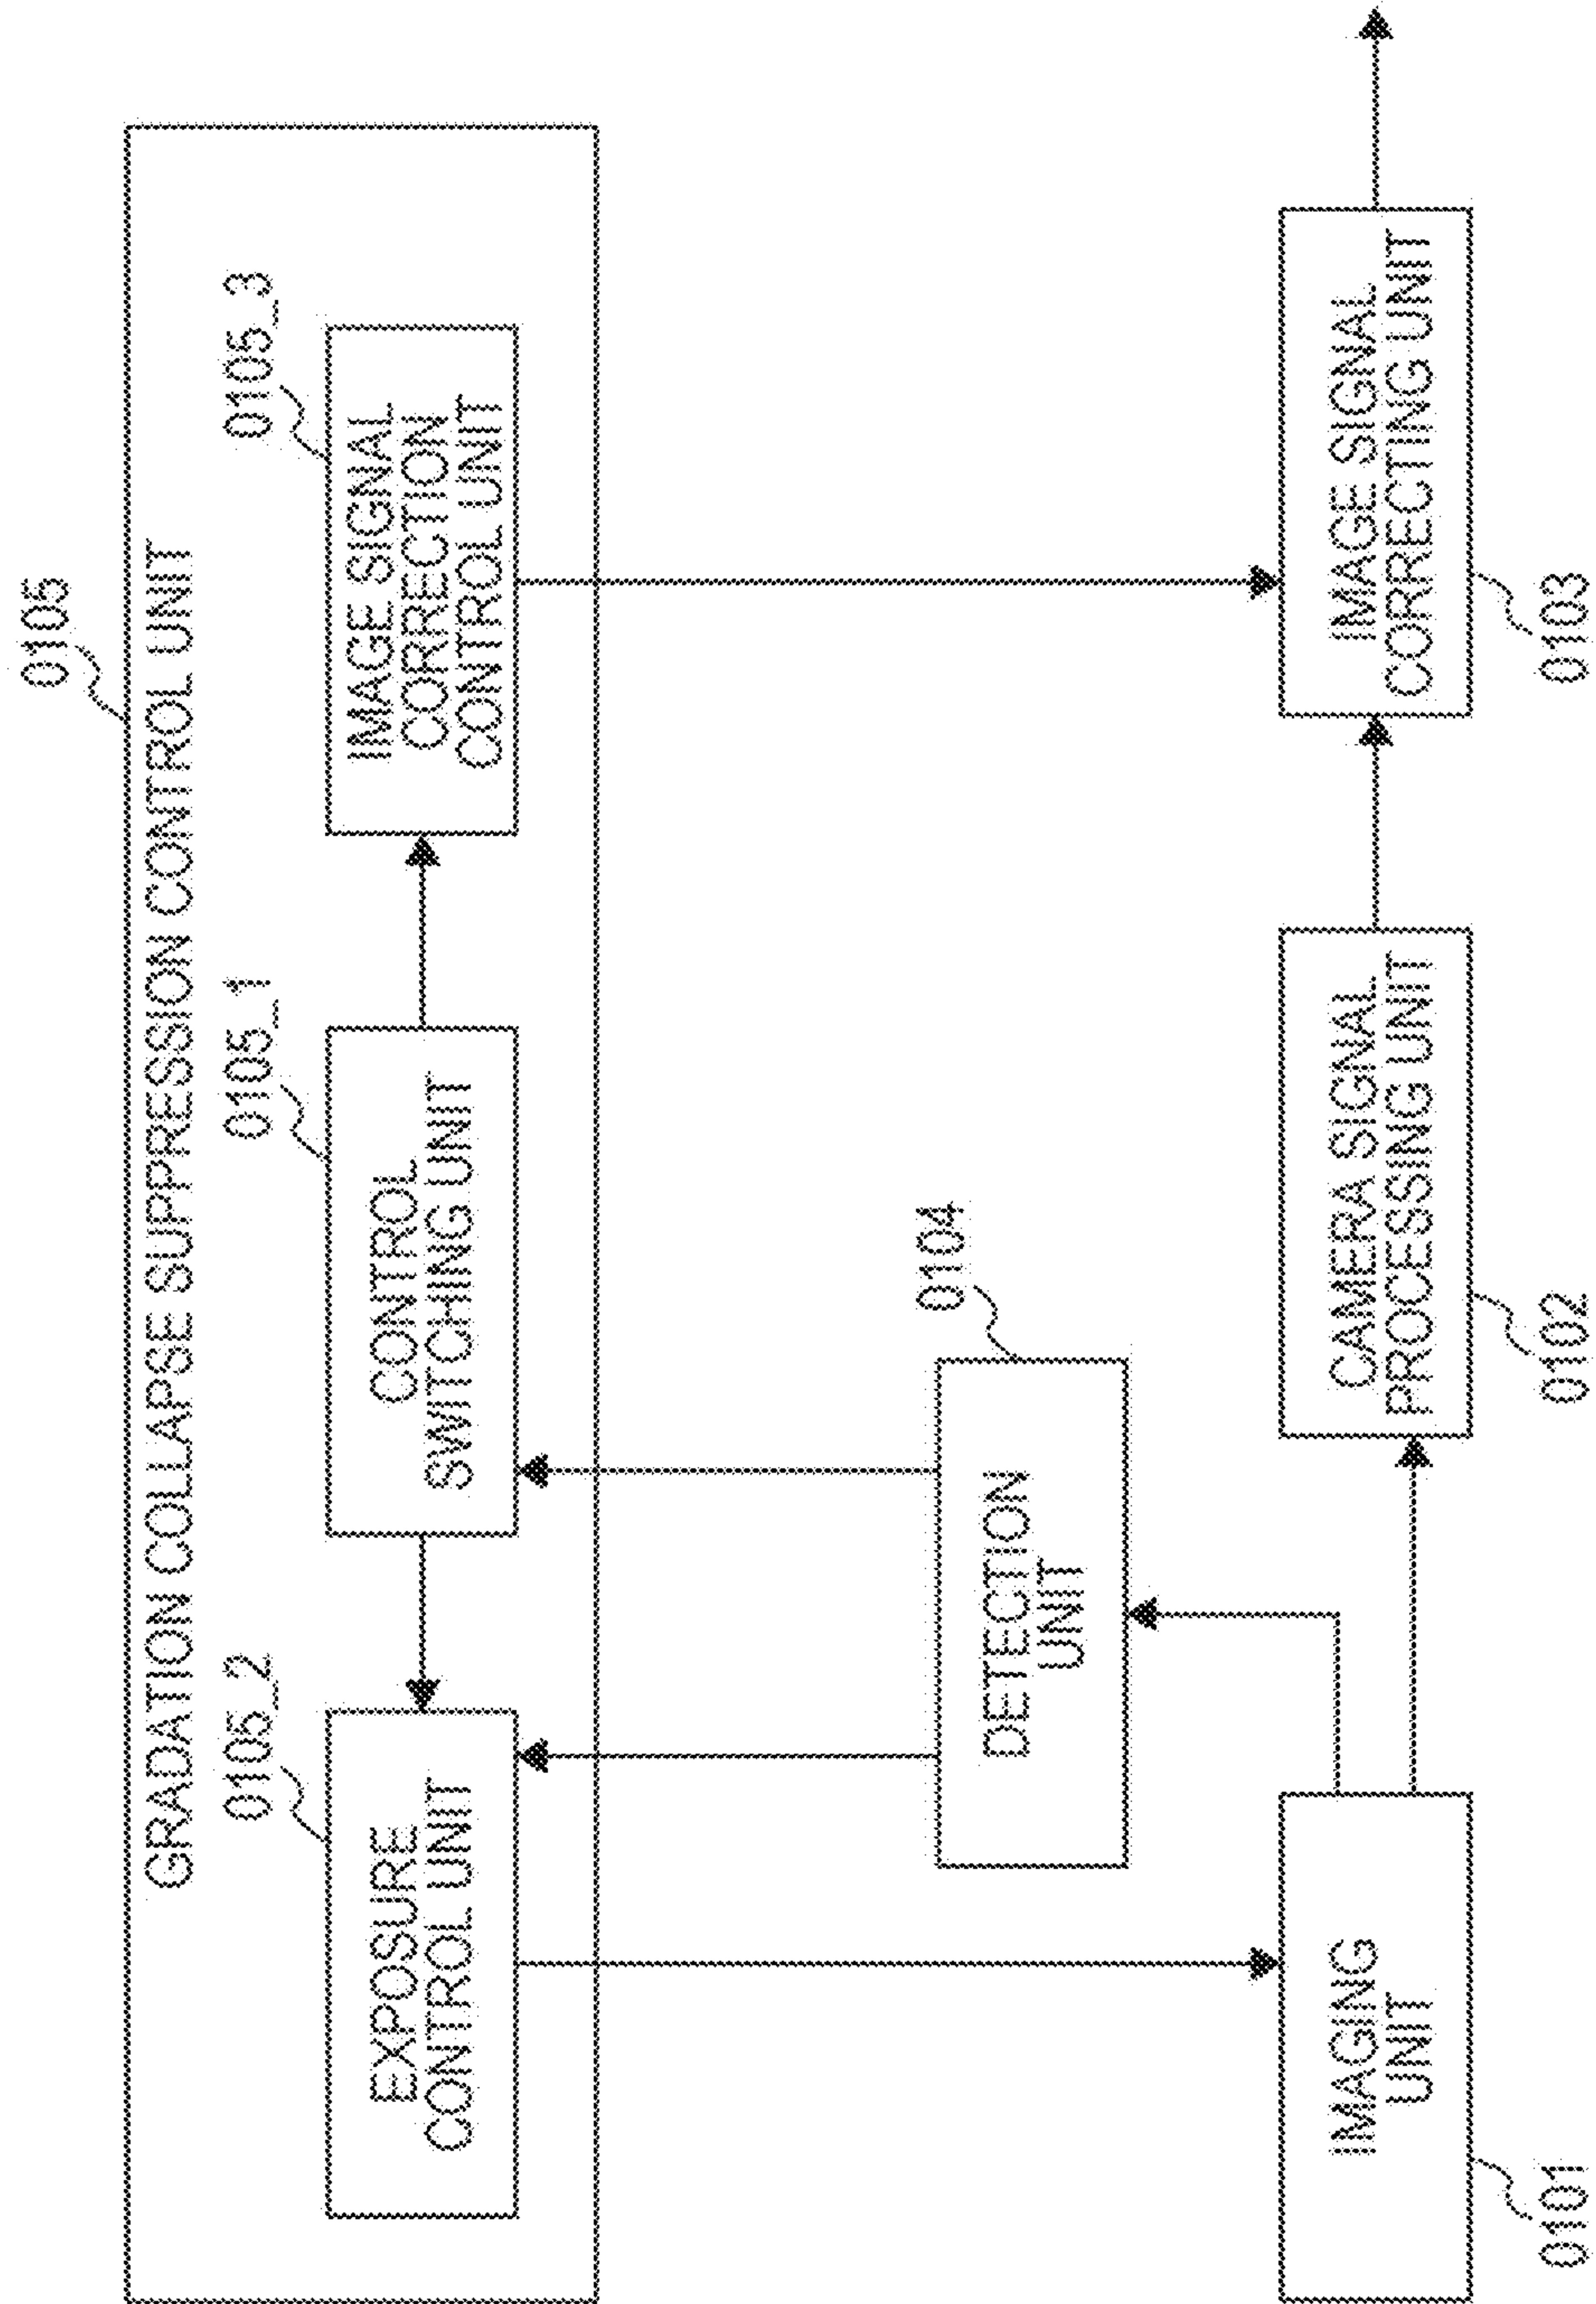 0105
GRADATION COLLAPSE SUPPRESSION CONTROL UNIT
0105_2
EXPOSURE
CONTROL UNIT
0105_1
CONTROL
SWITCHING UNIT
0105_3
IMAGE SIGNAL
CORRECTION
CONTROL UNIT
0104
DETECTION
UNIT
IMAGING
UNIT
0101
CAMERA SIGNAL
PROCESSING UNIT
0102
IMAGE SIGNAL
CORRECTING UNIT
0103